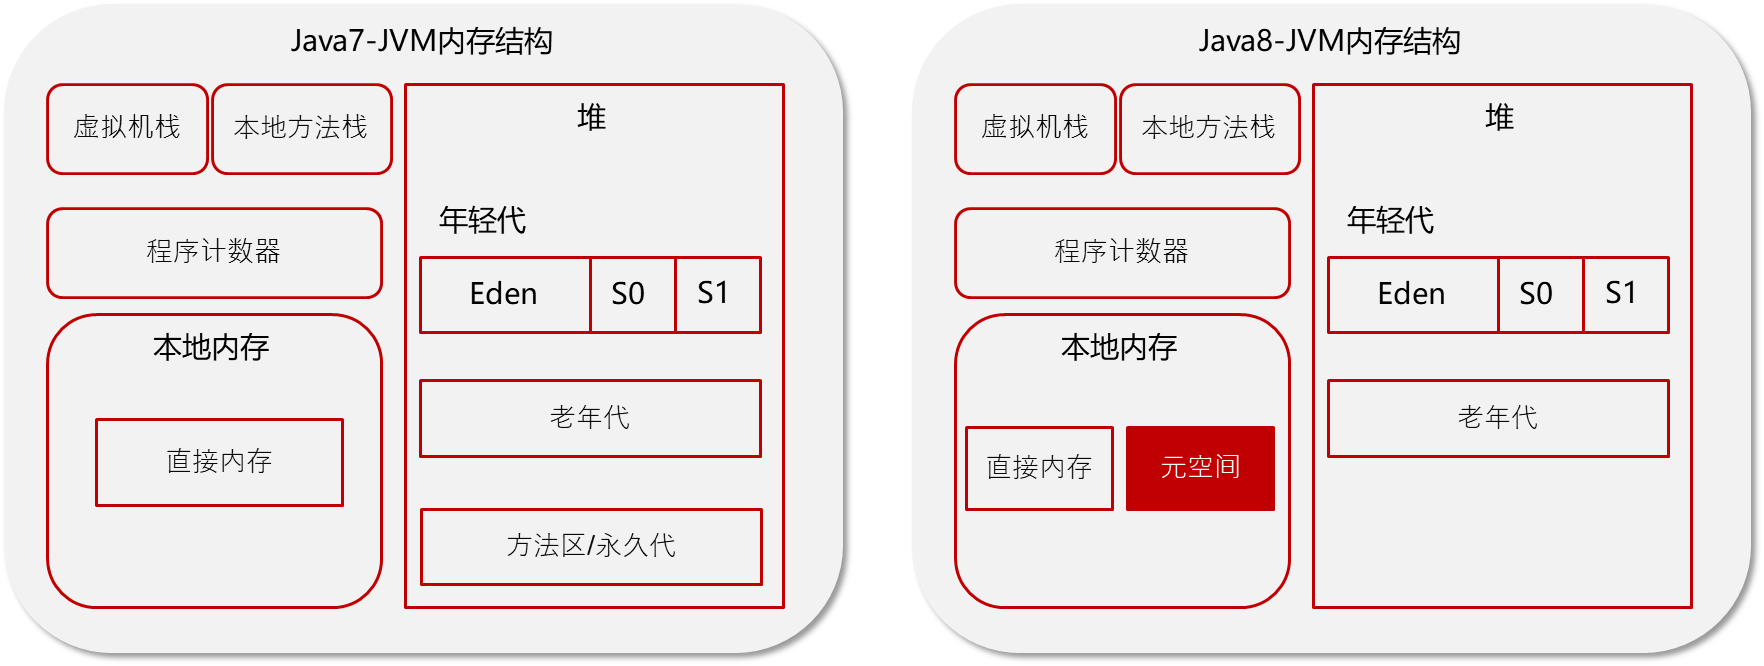 Java7-JVM内存结构
虚拟机栈
本地方法栈
堆
程序计数器
年轻代
Eden
S0
S1
本地内存
直接内存
老年代
方法区/永久代
Java8-JVM内存结构
虚拟机栈
本地方法栈
堆
程序计数器
年轻代
Eden
S0
S1
本地内存
直接内存
元空间
老年代